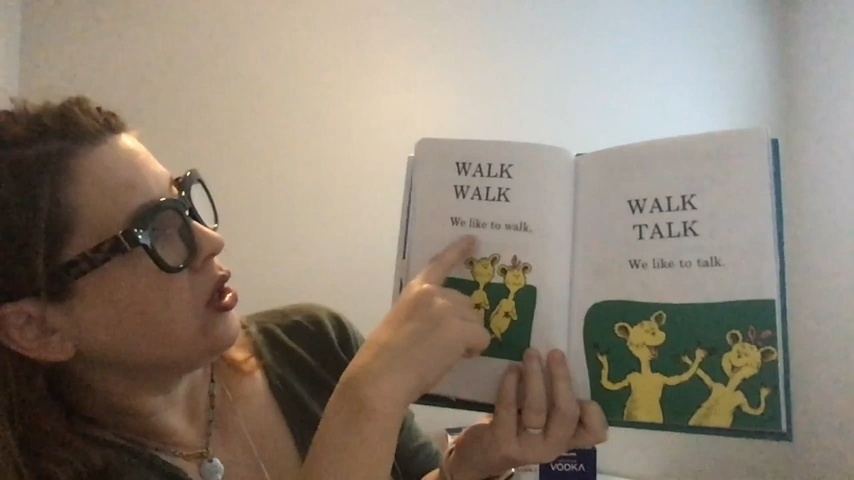 WALK
WALK
We like to walk.
WALK
TALK
We like to talk.
VODKA